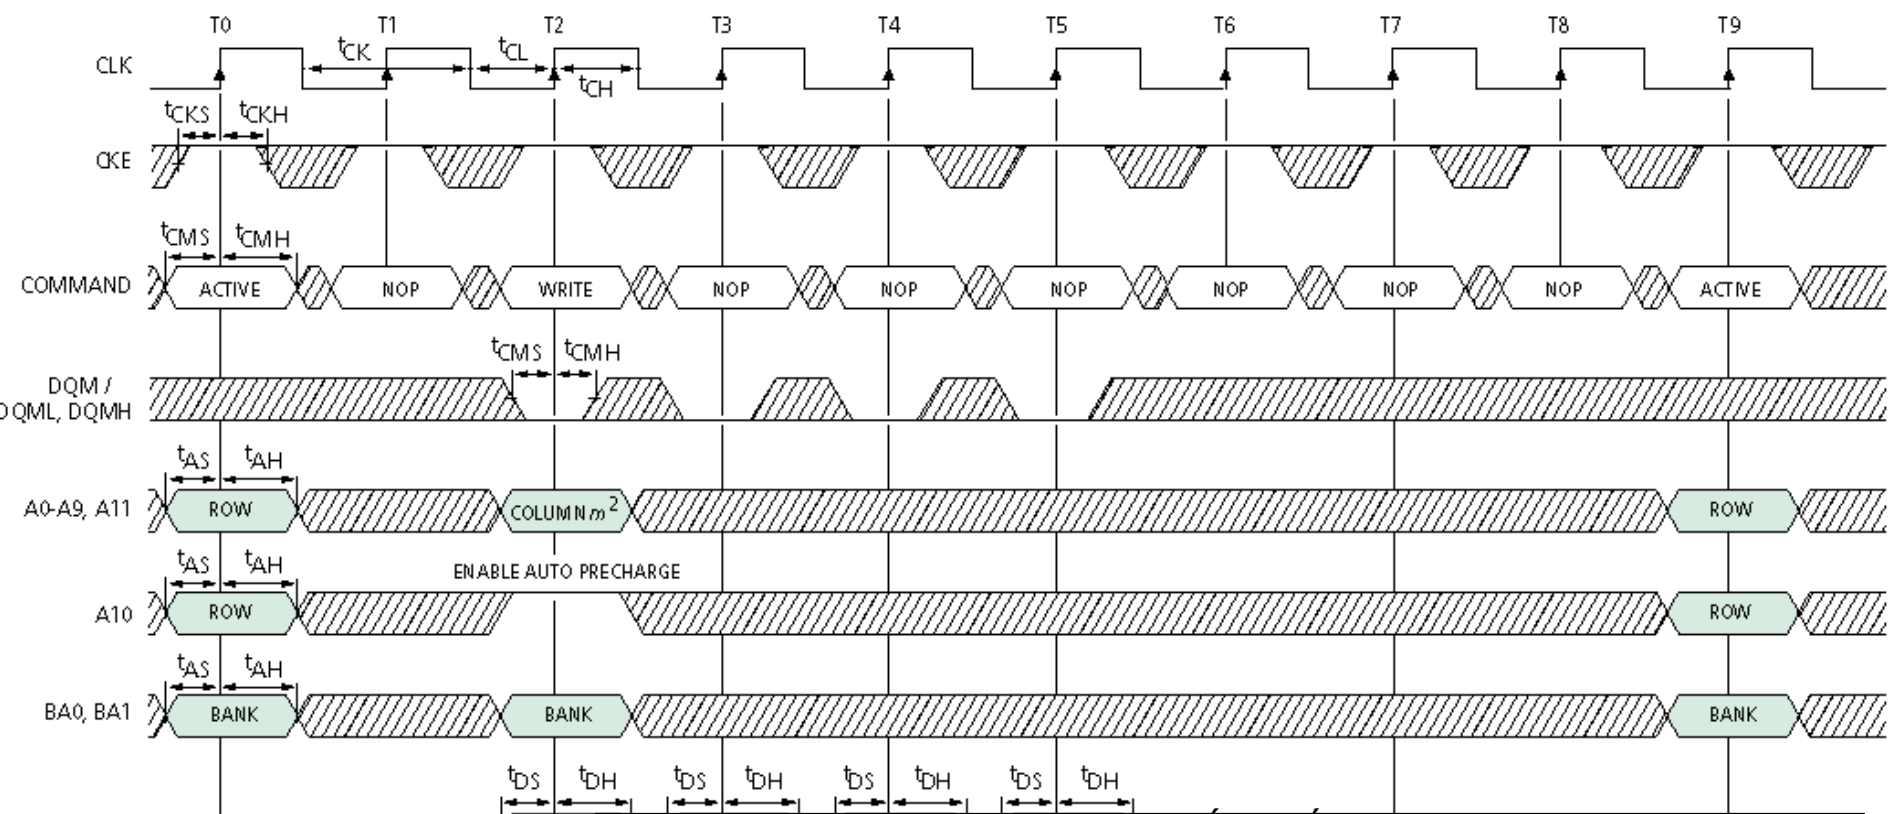 T0 T1 T2 T3 T4 T5 T6 T7 T8 T9
CLK tCK tCL
tCH
tCKS tCKH
CKE
tCMS tCMH
COMMAND ACTIVE NOP WRITE NOP NOP NOP NOP NOP NOP ACTIVE
tCMS tCMH
DQM /
DQML, DQMH
tAS tAH
A0-A9, A11 ROW COLUMN m 2 ROW
tAS tAH
ENABLE AUTO PRECHARGE
A10 ROW ROW
tAS tAH
BA0, BA1 BANK BANK BANK
tDS tDH tDS tDH tDS tDH tDS tDH